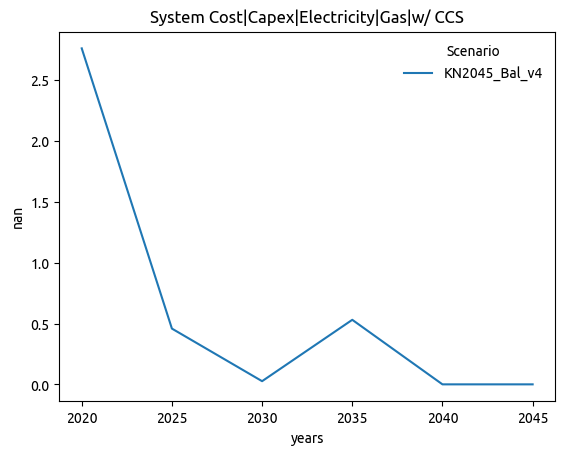 System Cost|Capex|Electricity|Gas|w/ CCS
Scenario
KN2045_Bal_v4
2.5
2.0
1.5
1.0
0.5
0.0
nan
2020 2025 2030 2035 2040 2045
years